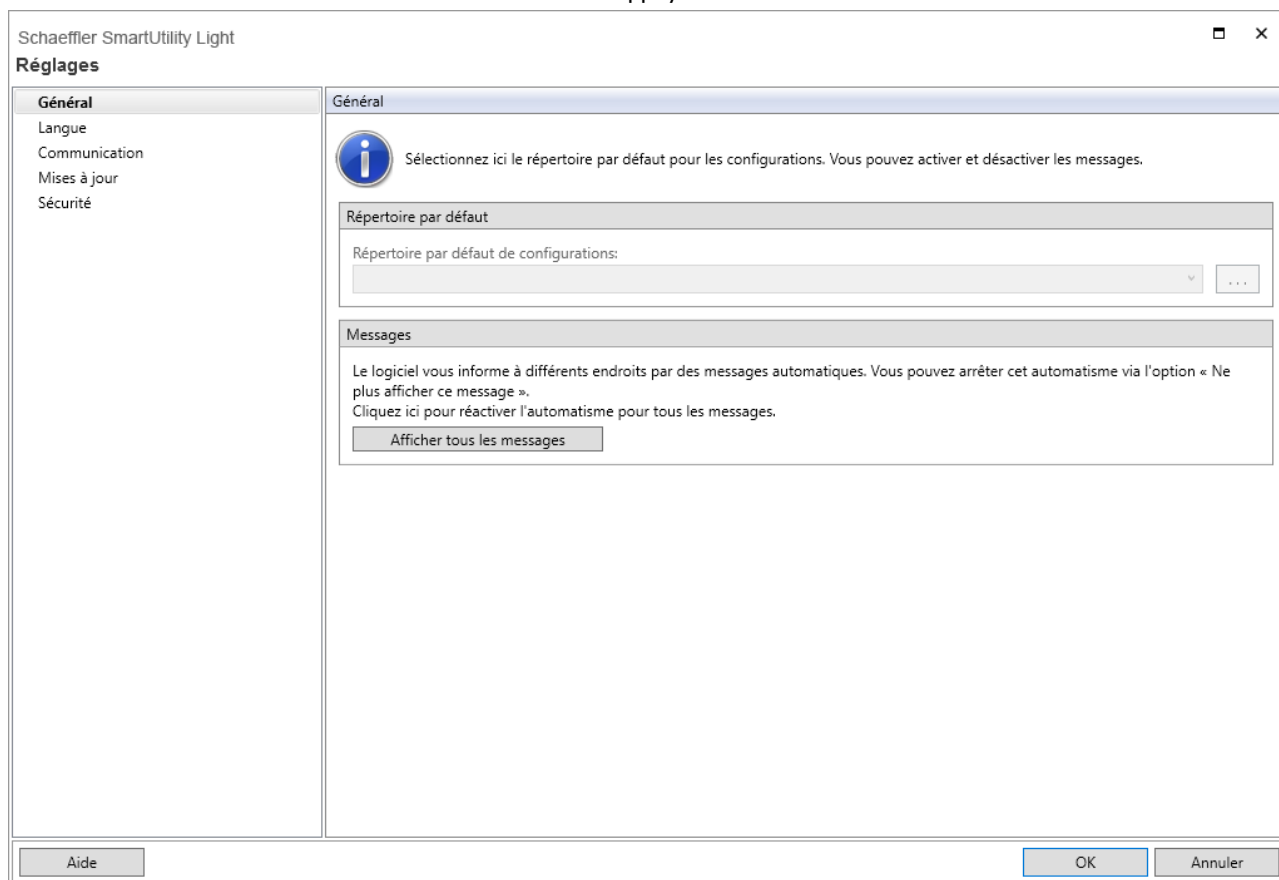 Schaeffler SmartUtility Light
Réglages
Général
Langue
Communication
Mises à jour
Sécurité
Général
Sélectionnez ici le répertoire par défaut pour les configurations. Vous pouvez activer et désactiver les messages.
Répertoire par défaut
Répertoire par défaut de configurations:
...
Messages
Le logiciel vous informe à différents endroits par des messages automatiques. Vous pouvez arrêter cet automatisme via l'option « Ne
plus afficher ce message ».
Cliquez ici pour réactiver l'automatisme pour tous les messages.
Afficher tous les messages
Aide
OK
Annuler